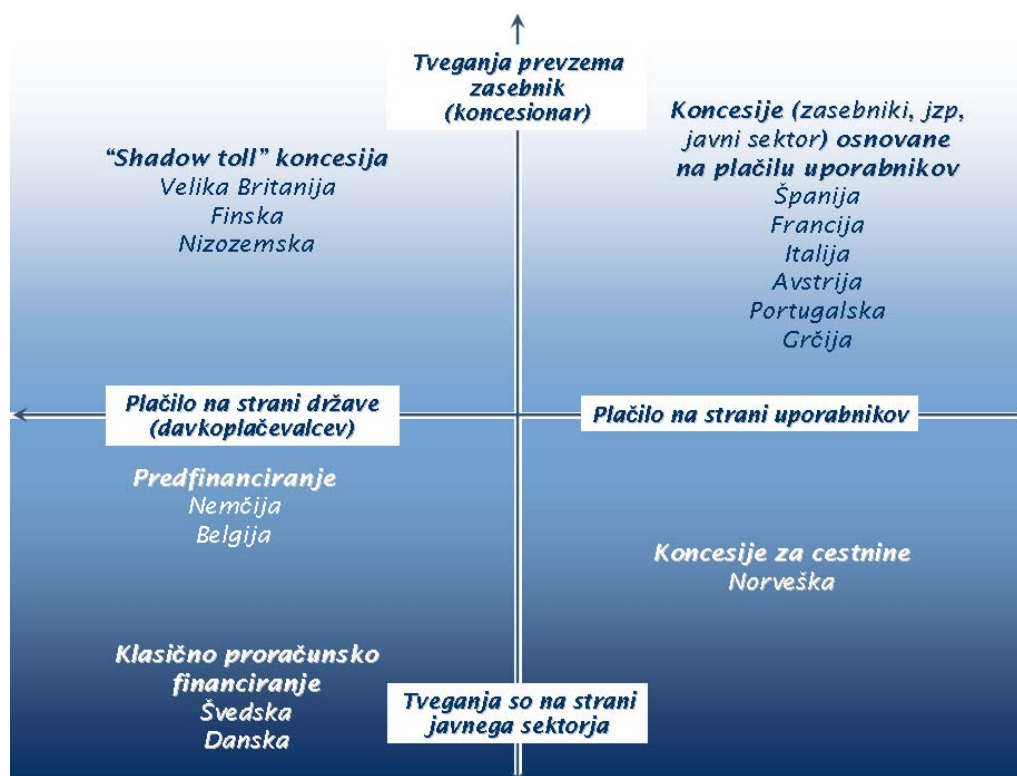 Tveganja prevzema
zasebnik
(koncesionar)
“Shadow toll” koncesija
Velika Britanija
Finska
Nizozemska
Koncesije (zasebniki, jzp,
javni sektor) osnovane
na plačilu uporabnikov
Španija
Francija
Italija
Avstrija
Portugalska
Grčija
Plačilo na strani države
(davkoplačevalcev)
Plačilo na strani uporabnikov
Predfinanciranje
Nemčija
Belgija
Koncesije za cestnine
Norveška
Klasično proračunsko
financiranje
Švedska
Danska
Tveganja so na strani
javnega sektorja